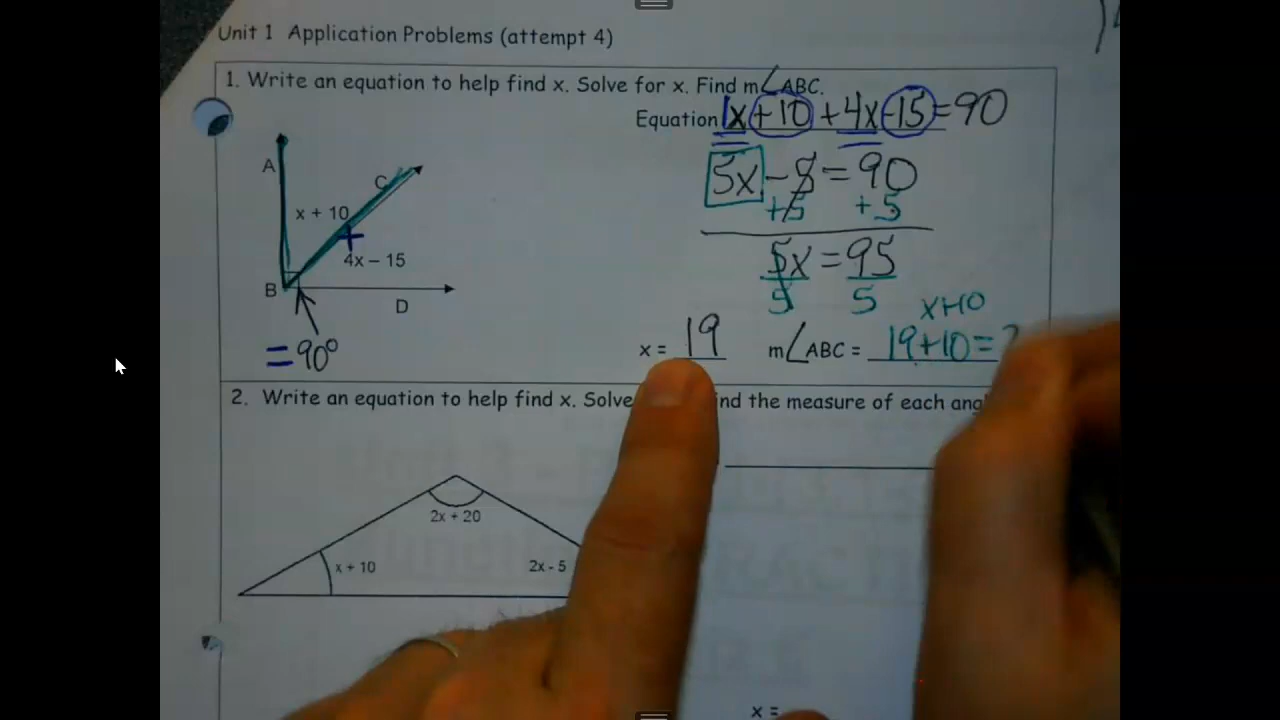 Unit 1 Application Problems (attempt 4)
1. Write an equation to help find x. Solve for x. Find m∠ABC.
Equation 1x+10+4x-15=90
5x-5=90
+5 +5
5x=95
5 5
A
C
x + 10
+
4x – 15
B
D
=90°
x+10
x = 19 m∠ABC = 19+10=
2. Write an equation to help find x. Solve find the measure of each
2x + 20
x + 10
2x - 5
x =